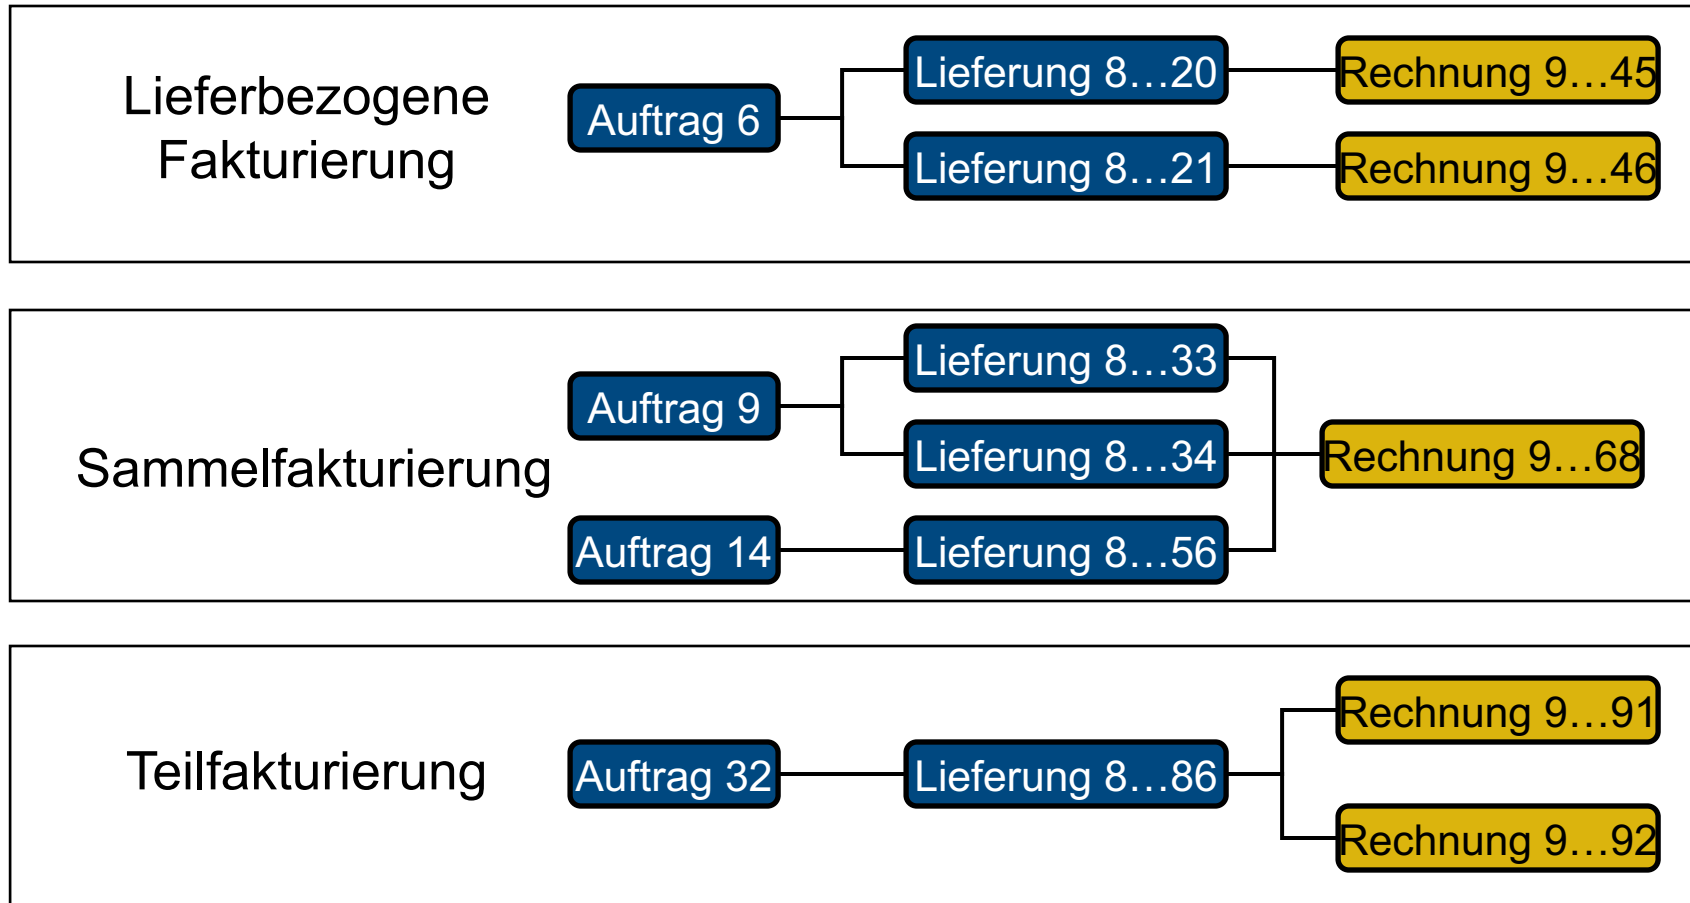 Lieferbezogene
Fakturierung
Auftrag 6
Lieferung 8…20
Rechnung 9…45
Lieferung 8…21
Rechnung 9…46
Sammelfakturierung
Auftrag 9
Lieferung 8…33
Lieferung 8…34
Rechnung 9…68
Auftrag 14
Lieferung 8…56
Teilfakturierung
Auftrag 32
Lieferung 8…86
Rechnung 9…91
Rechnung 9…92